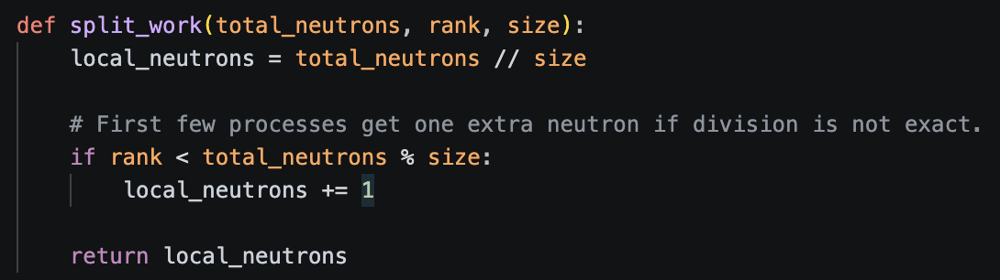 def split_work(total_neutrons, rank, size):
    local_neutrons = total_neutrons // size
    # First few processes get one extra neutron if division is not exact.
    if rank < total_neutrons % size:
        local_neutrons += 1
    return local_neutrons